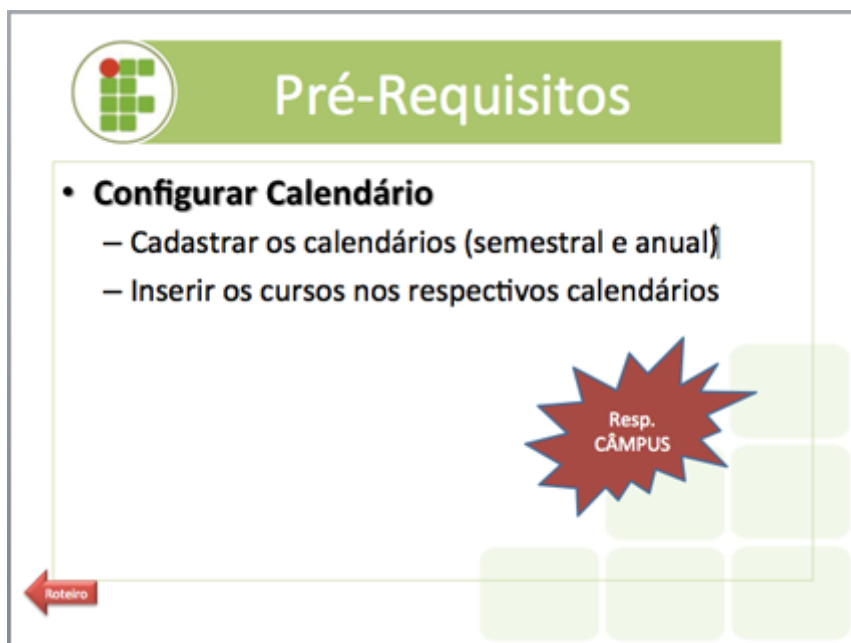 Pré-Requisitos
• Configurar Calendário
– Cadastrar os calendários (semestral e anual)
– Inserir os cursos nos respectivos calendários
Resp.
CÂMPUS
Roteiro